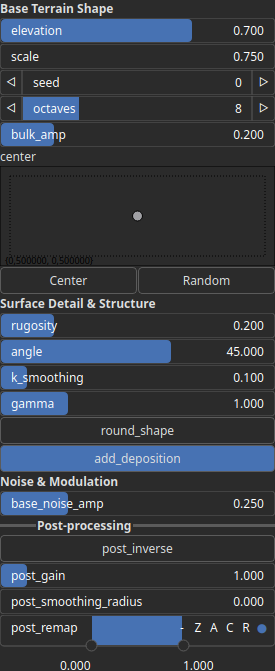 Base Terrain Shape
elevation 0.700
scale 0.750
seed 0
octaves 8
bulk_amp 0.200
center
(0.500000, 0.500000)
Center Random
Surface Detail & Structure
rugosity 0.200
angle 45.000
k_smoothing 0.100
gamma 1.000
round_shape
add_deposition
Noise & Modulation
base_noise_amp 0.250
Post-processing
post_inverse
post_gain 1.000
post_smoothing_radius 0.000
post_remap - Z A C R
0.000 1.000